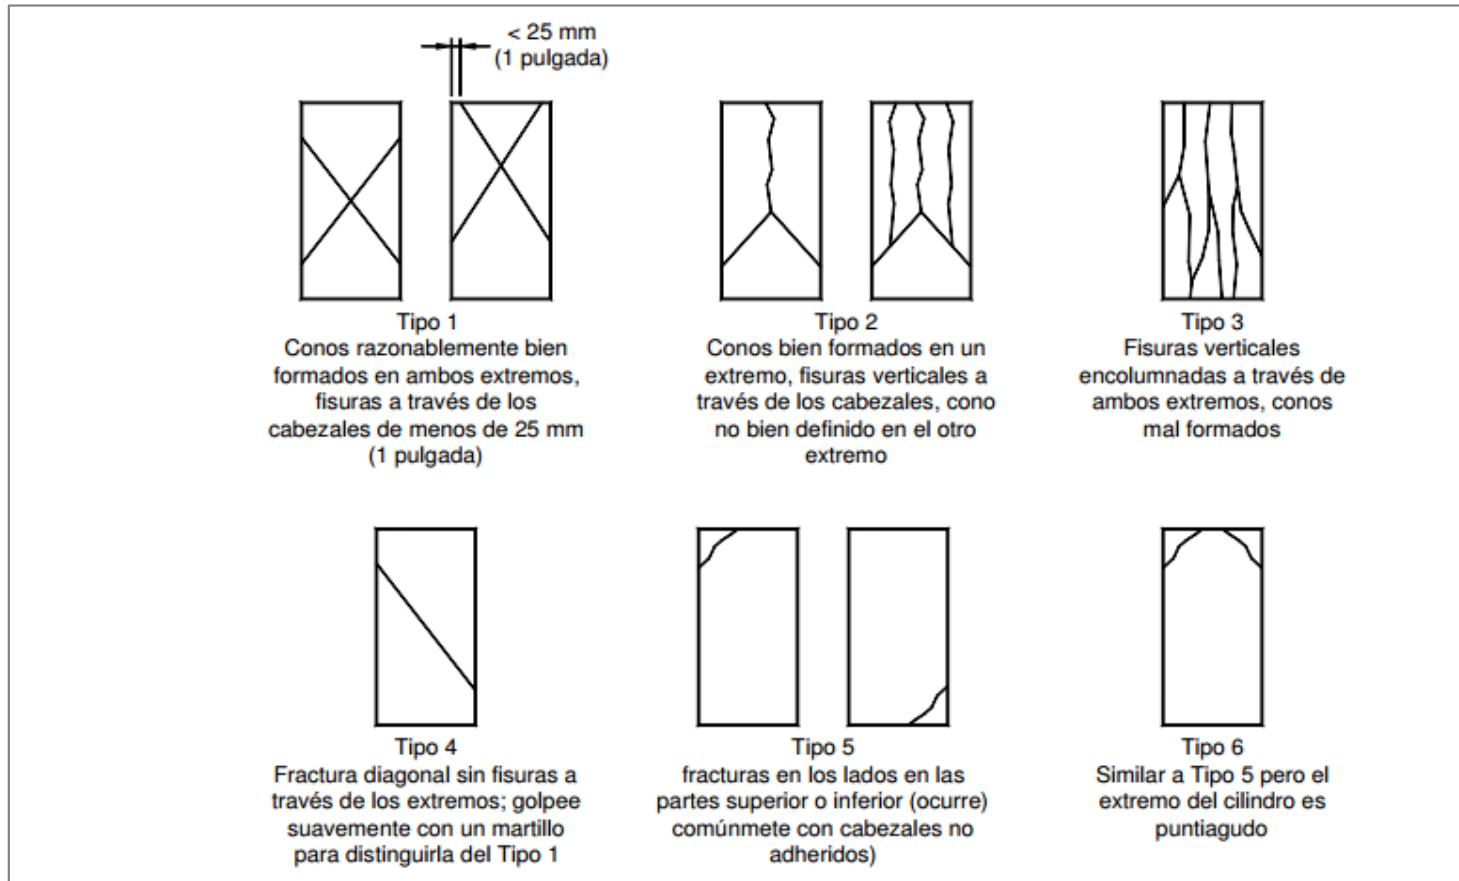 < 25 mm
(1 pulgada)
Tipo 1
Conos razonablemente bien
formados en ambos extremos,
fisuras a través de los
cabezales de menos de 25 mm
(1 pulgada)
Tipo 2
Conos bien formados en un
extremo, fisuras verticales a
través de los cabezales, cono
no bien definido en el otro
extremo
Tipo 3
Fisuras verticales
encolumnadas a través de
ambos extremos, conos
mal formados
Tipo 4
Fractura diagonal sin fisuras a
través de los extremos; golpee
suavemente con un martillo
para distinguirla del Tipo 1
Tipo 5
fracturas en los lados en las
partes superior o inferior (ocurre)
comúnmete con cabezales no
adheridos)
Tipo 6
Similar a Tipo 5 pero el
extremo del cilindro es
puntiagudo